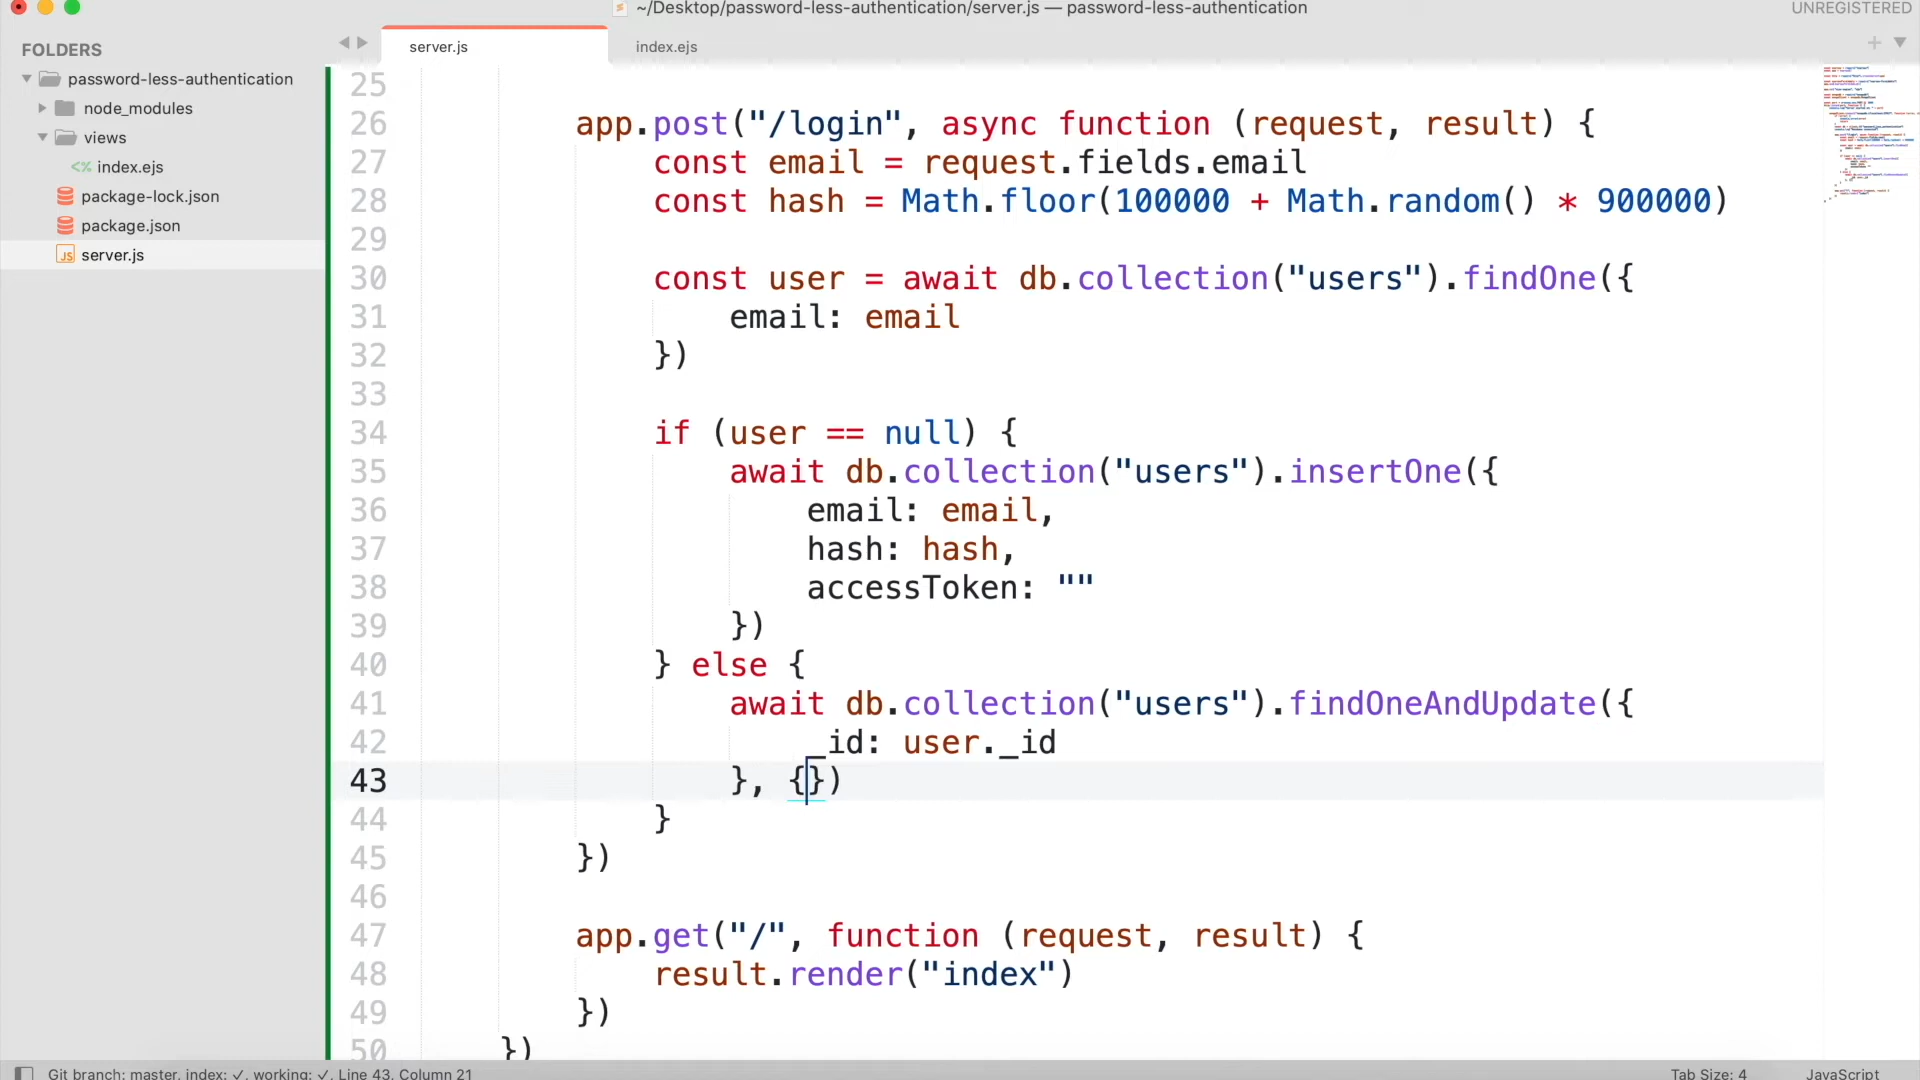 ~/Desktop/password-less-authentication/server.js — password-less-authentication
UNREGISTERED
FOLDERS
password-less-authentication
node_modules
views
<% index.ejs
package-lock.json
package.json
JS server.js
server.js
index.ejs
25
26 app.post("/login", async function (request, result) {
27 const email = request.fields.email
28 const hash = Math.floor(100000 + Math.random() * 900000)
29
30 const user = await db.collection("users").findOne({
31 email: email
32 })
33
34 if (user == null) {
35 await db.collection("users").insertOne({
36 email: email,
37 hash: hash,
38 accessToken: ""
39 })
40 } else {
41 await db.collection("users").findOneAndUpdate({
42 _id: user._id
43 }, {})
44 }
45 })
46
47 app.get("/", function (request, result) {
48 result.render("index")
49 })
50 })
Git branch: master, index: ✓, working: ✓, Line 43, Column 21
Tab Size: 4
JavaScript